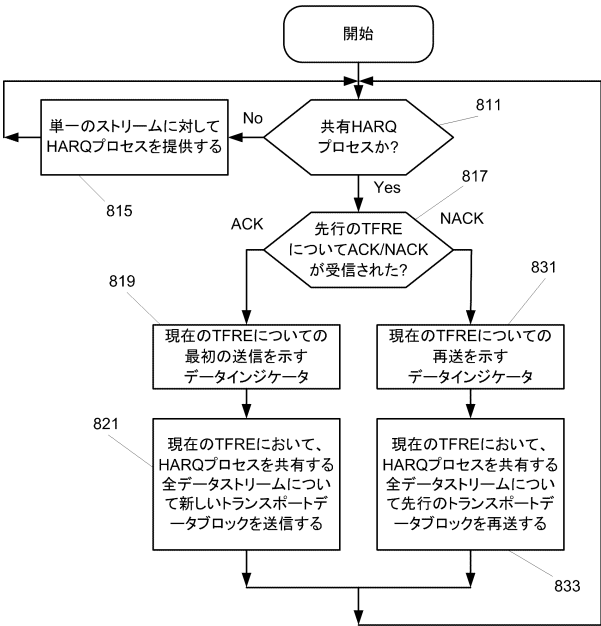 開始
共有HARQ
プロセスか?
811
No
単一のストリームに対して
HARQプロセスを提供する
815
Yes
817
ACK
NACK
先行のTFRE
についてACK/NACK
が受信された?
819
現在のTFREについての
最初の送信を示す
データインジケータ
831
現在のTFREについての
再送を示す
データインジケータ
821
現在のTFREにおいて、
HARQプロセスを共有する
全データストリームについ
て新しいトランスポートデ
ータブロックを送信する
現在のTFREにおいて、
HARQプロセスを共有する
全データストリームについ
て先行のトランスポートデ
ータブロックを再送する
833